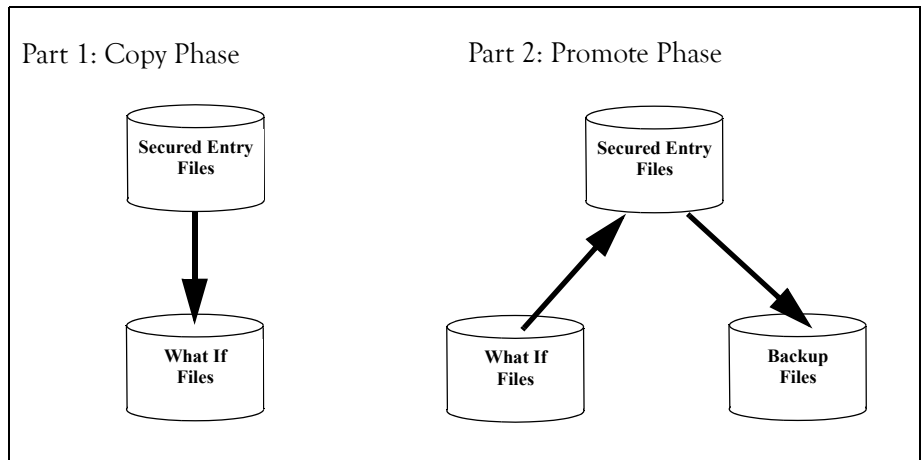 Part 1: Copy Phase
Secured Entry
Files
What If
Files
Part 2: Promote Phase
Secured Entry
Files
What If
Files
Backup
Files